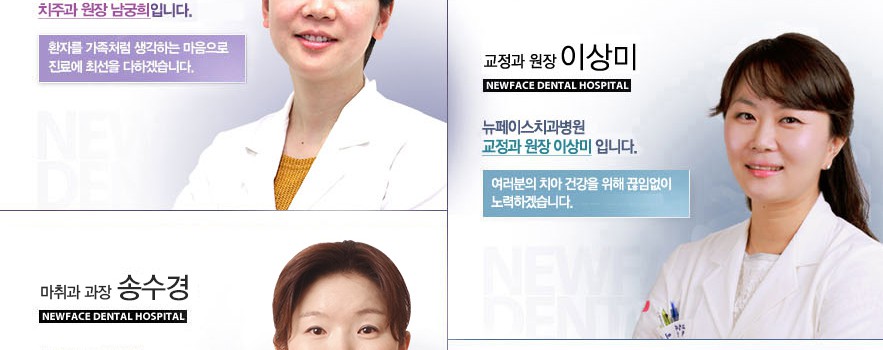 치주과 원장 남궁희입니다.
환자를 가족처럼 생각하는 마음으로
진료에 최선을 다하겠습니다.
NEWF
DENT
마취과 과장 송수경
NEWFACE DENTAL HOSPITAL
교정과 원장 이상미
NEWFACE DENTAL HOSPITAL
뉴페이스치과병원
교정과 원장 이상미 입니다.
여러분의 치아 건강을 위해 끊임없이
노력하겠습니다.
NEWFA
DENTA